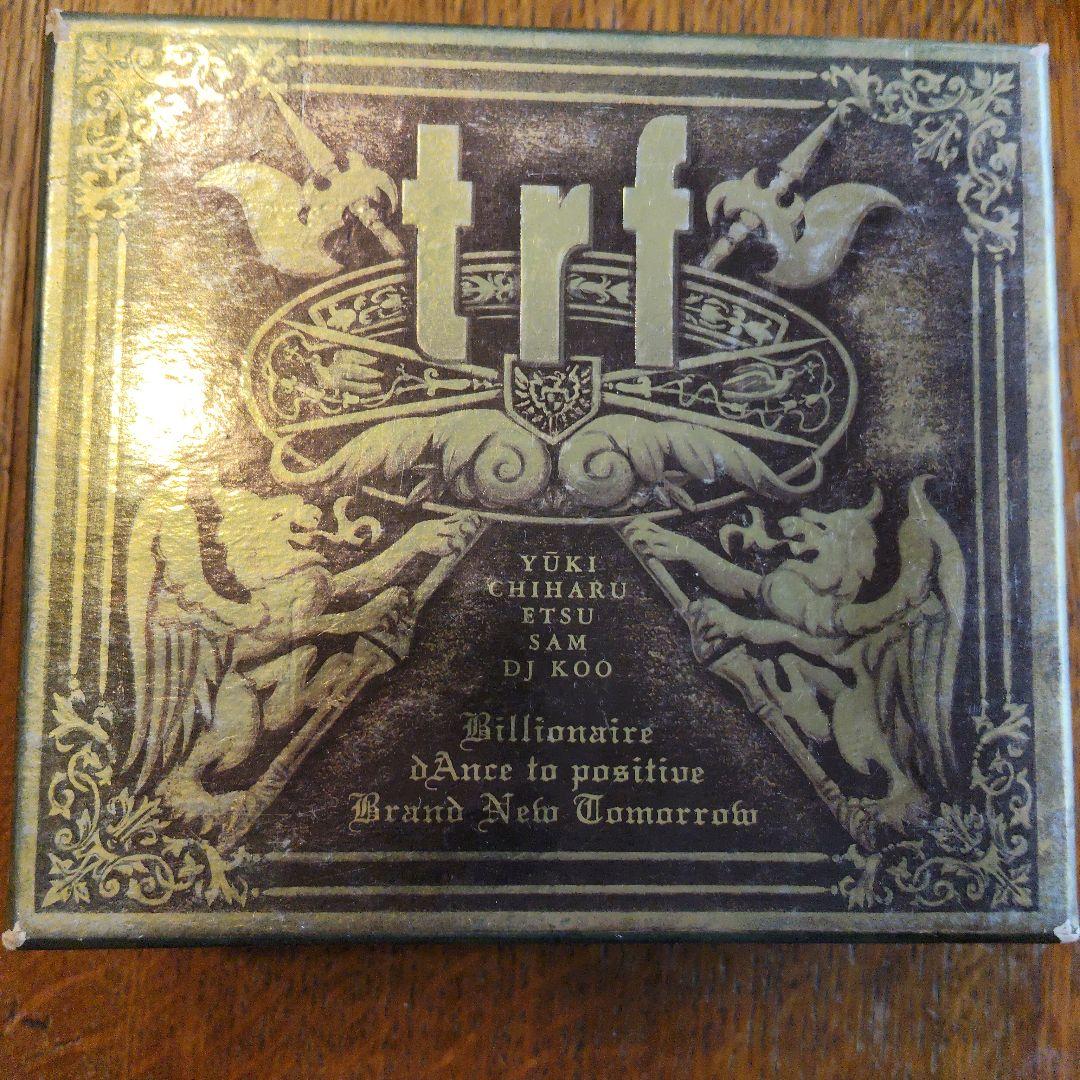 trf
YŪKI
CHIHARU
ETSU
SAM
DJ KOO
Billionaire
dAnce to positive
Brand New Tomorrow